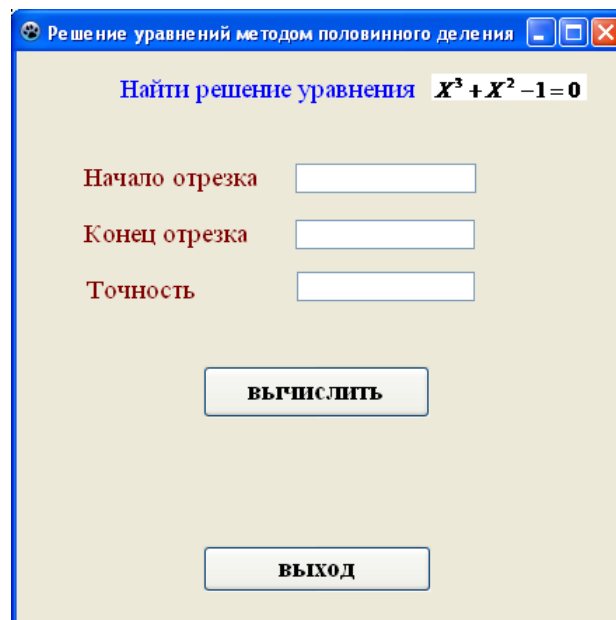 Решение уравнений методом половинного деления
Найти решение уравнения X³ + X² – 1 = 0
Начало отрезка
Конец отрезка
Точность
вычислить
выход